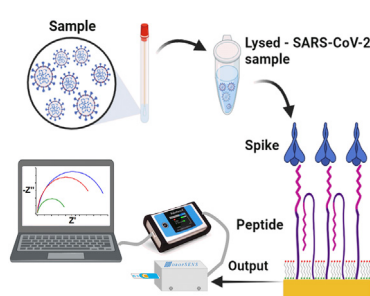 Sample
Lysed - SARS-CoV-2
sample
Spike
-Z''
Z'
Peptide
Output